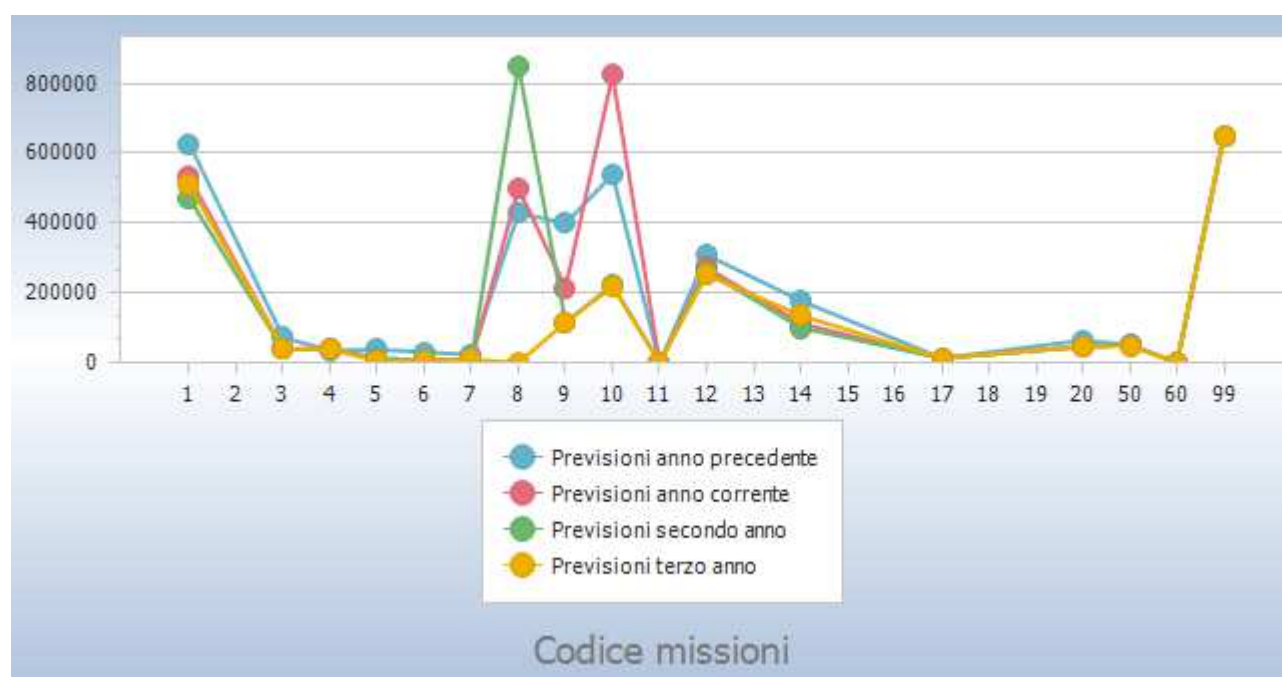 800000
600000
400000
200000
0
1 2 3 4 5 6 7 8 9 10 11 12 14 15 16 17 18 19 20 50 60 99
Previsioni anno precedente
Previsioni anno corrente
Previsioni secondo anno
Previsioni terzo anno
Codice missioni